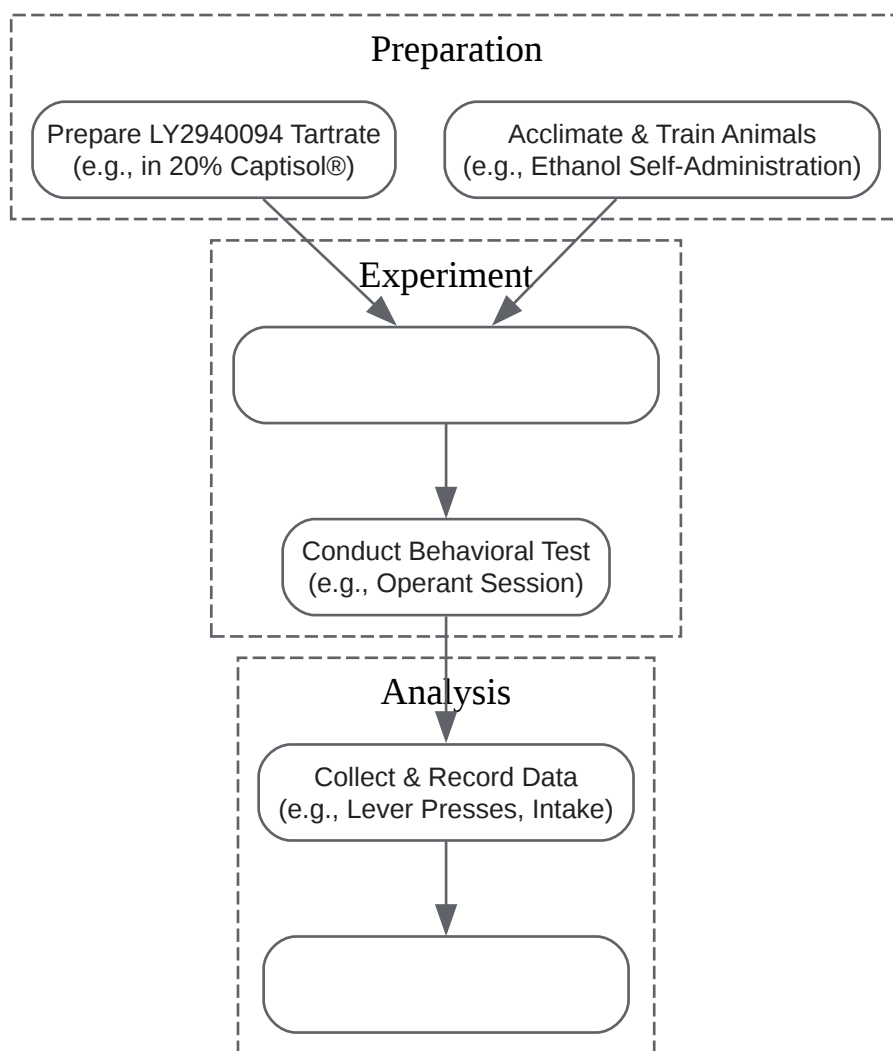 Preparation
Prepare LY2940094 Tartrate
(e.g., in 20% Captisol®)
Acclimate & Train Animals
(e.g., Ethanol Self-Administration)
Experiment
Conduct Behavioral Test
(e.g., Operant Session)
Analysis
Collect & Record Data
(e.g., Lever Presses, Intake)